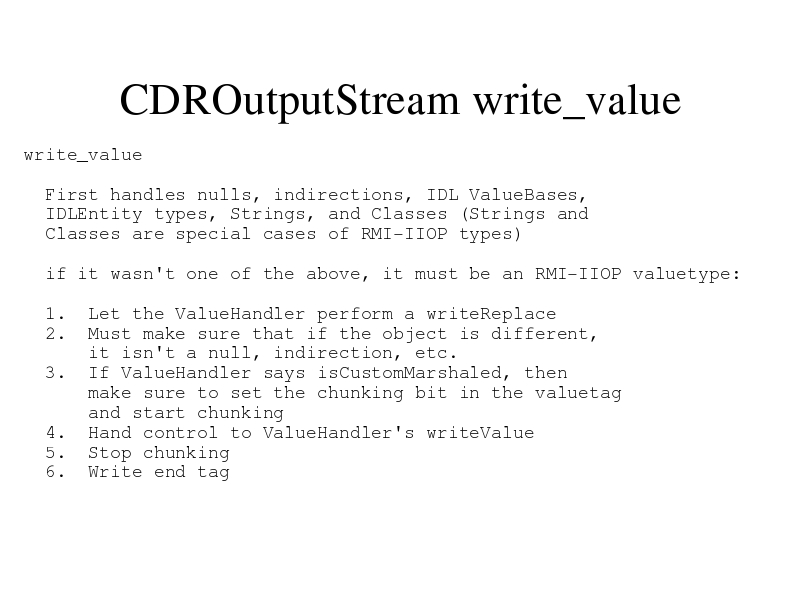 CDROutputStream write_value
write_value
First handles nulls, indirections, IDL ValueBases,
IDLEntity types, Strings, and Classes (Strings and
Classes are special cases of RMI-IIOP types)
if it wasn't one of the above, it must be an RMI-IIOP valuetype:
1. Let the ValueHandler perform a writeReplace
2. Must make sure that if the object is different,
it isn't a null, indirection, etc.
3. If ValueHandler says isCustomMarshaled, then
make sure to set the chunking bit in the valuetag
and start chunking
4. Hand control to ValueHandler's writeValue
5. Stop chunking
6. Write end tag